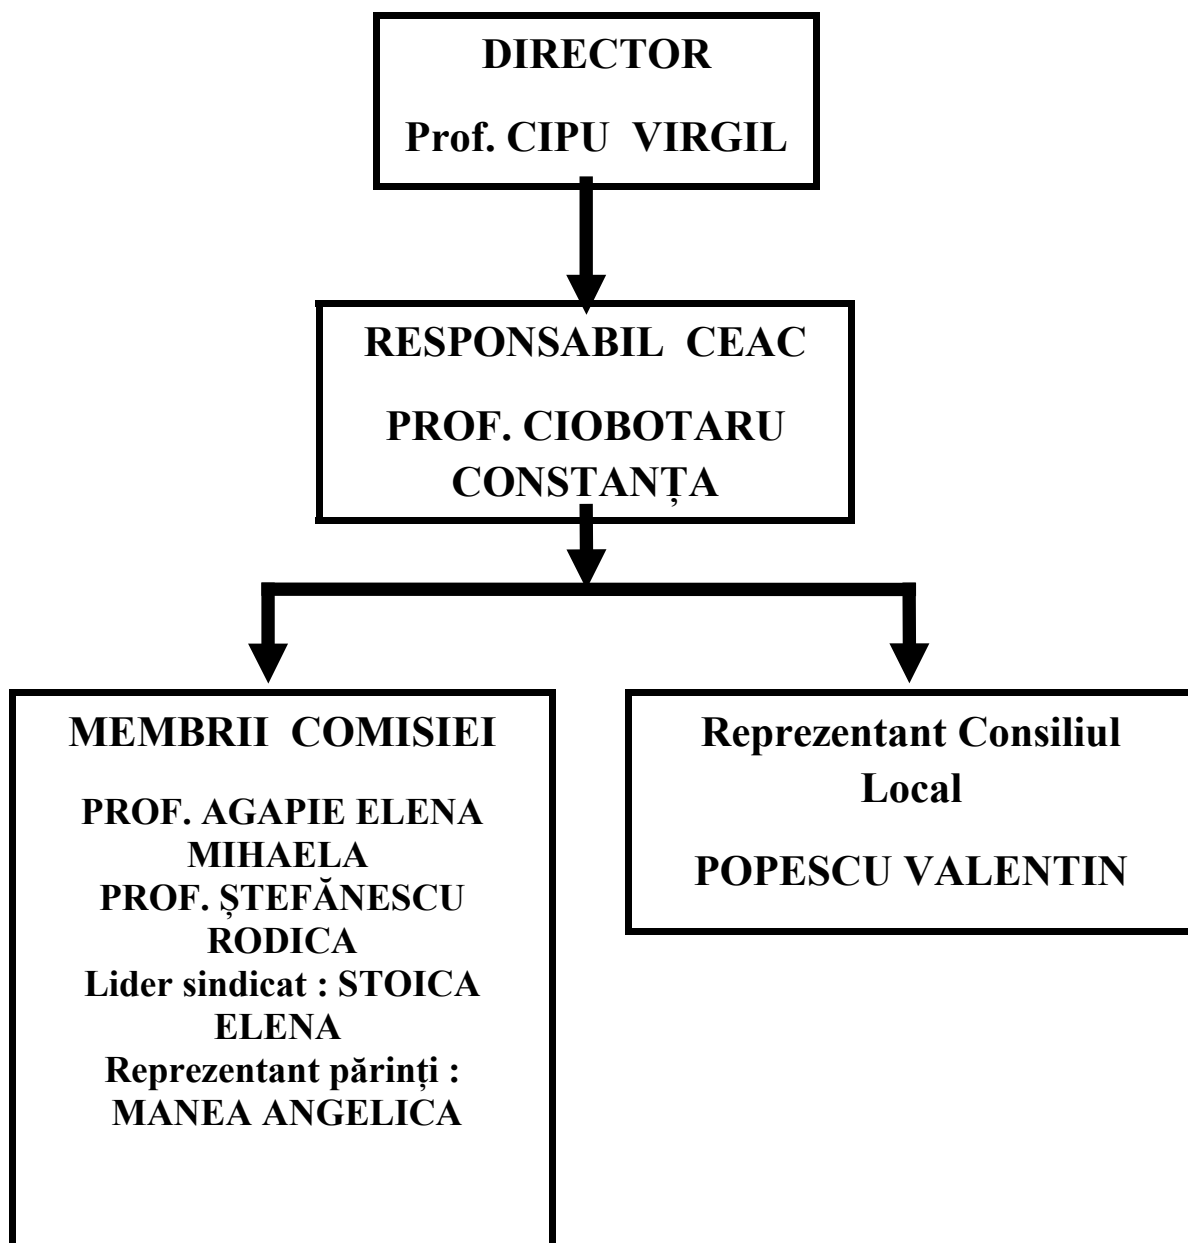 DIRECTOR
Prof. CIPU VIRGIL
RESPONSABIL CEAC
PROF. CIOBOTARU
CONSTANȚA
MEMBRII COMISIEI
PROF. AGAPIE ELENA
MIHAELA
PROF. ȘTEFĂNESCU
RODICA
Lider sindicat : STOICA
ELENA
Reprezentant părinți :
MANEA ANGELICA
Reprezentant Consiliul
Local
POPESCU VALENTIN